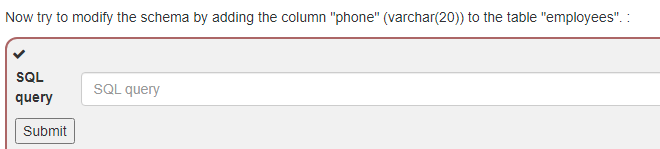 Now try to modify the schema by adding the column "phone" (varchar(20)) to the table "employees". :
SQL
query
SQL query
Submit